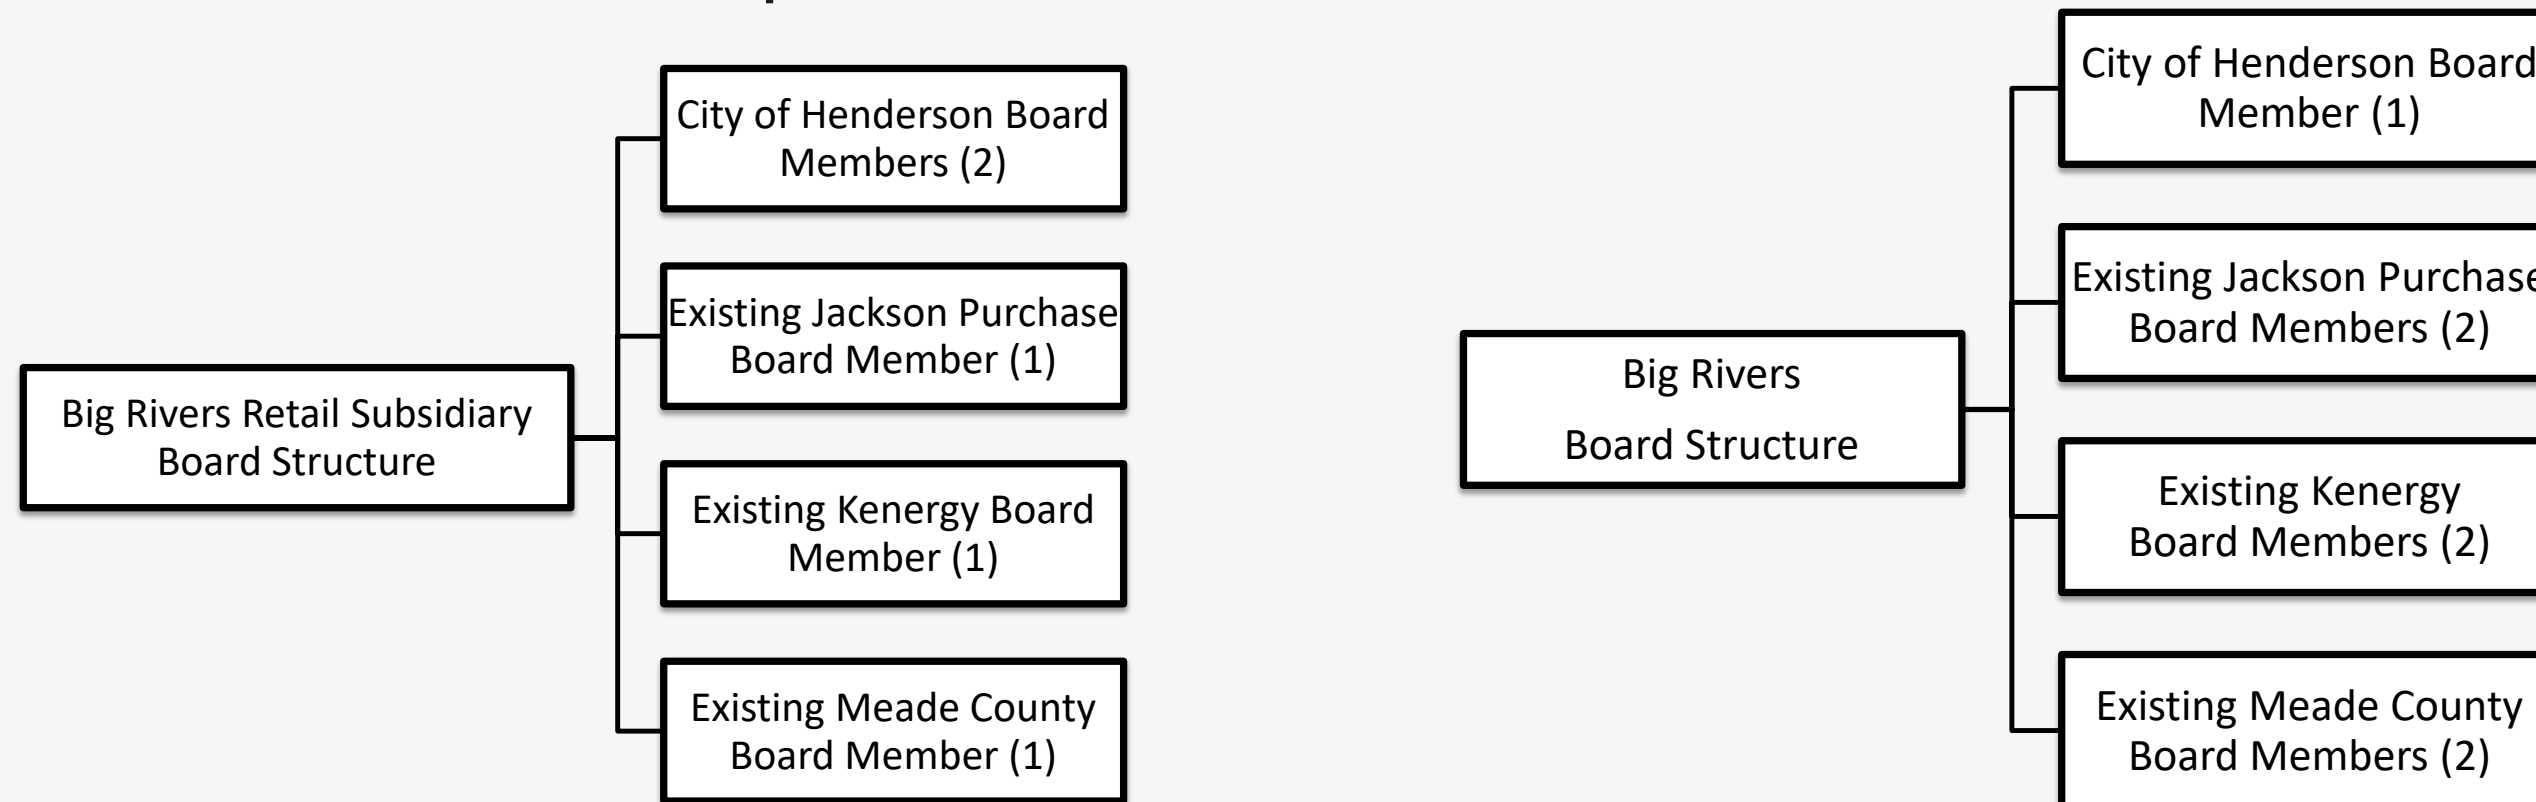 Big Rivers Retail Subsidiary
Board Structure
City of Henderson Board
Members (2)
Existing Jackson Purchase
Board Member (1)
Existing Kenergy Board
Member (1)
Existing Meade County
Board Member (1)
Big Rivers
Board Structure
City of Henderson Board
Member (1)
Existing Jackson Purchase
Board Members (2)
Existing Kenergy
Board Members (2)
Existing Meade County
Board Members (2)